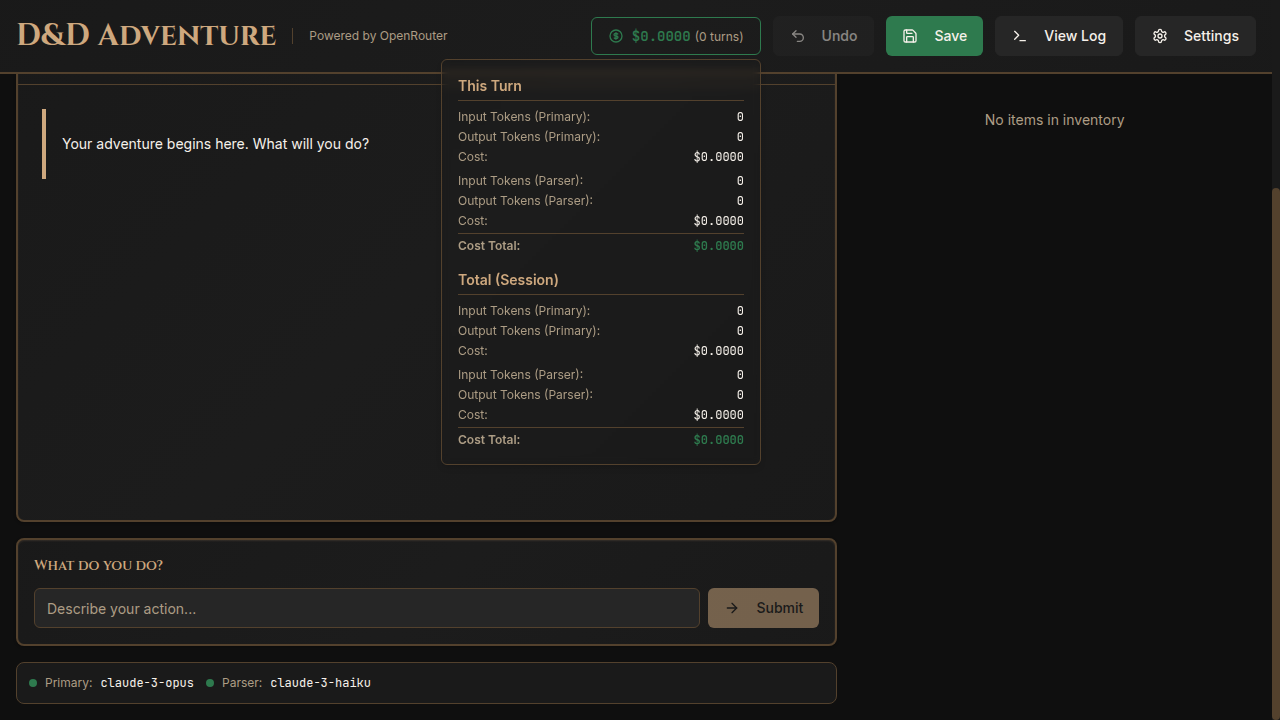 D&D Adventure
Powered by OpenRouter
$0.0000 (0 turns)
Undo
Save
View Log
Settings
Your adventure begins here. What will you do?
This Turn
Input Tokens (Primary): 0
Output Tokens (Primary): 0
Cost: $0.0000
Input Tokens (Parser): 0
Output Tokens (Parser): 0
Cost: $0.0000
Cost Total: $0.0000
Total (Session)
Input Tokens (Primary): 0
Output Tokens (Primary): 0
Cost: $0.0000
Input Tokens (Parser): 0
Output Tokens (Parser): 0
Cost: $0.0000
Cost Total: $0.0000
No items in inventory
What do you do?
Describe your action...
Submit
Primary: claude-3-opus Parser: claude-3-haiku